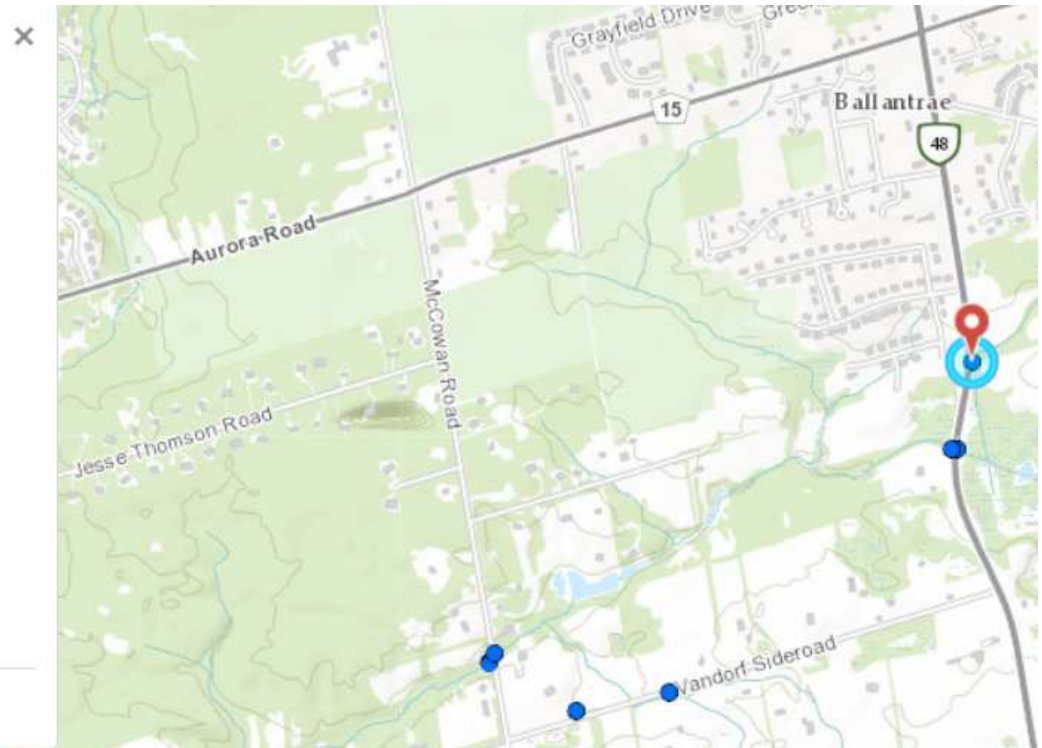 ×
Grayfield Drive
15
Ballantrae
48
Aurora Road
McCowan Road
Jesse Thomson Road
Vandorf Sideroad